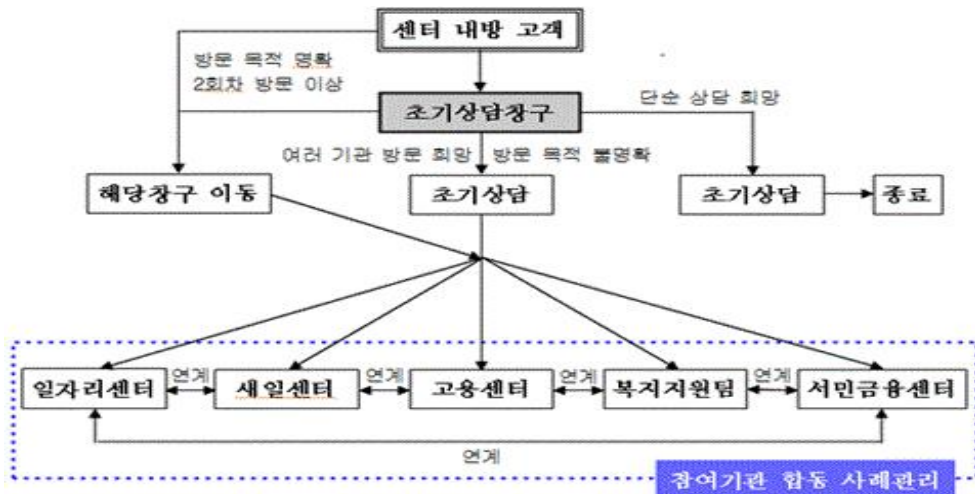 센터 내방 고객
방문 목적 명확
2회차 방문 이상
단순 상담 희망
초기상담창구
여러 기관 방문 희망
방문 목적 불명확
해당창구 이동
초기상담
초기상담
종료
일자리센터
연계
새일센터
연계
고용센터
연계
복지지원팀
연계
서민금융센터
연계
참여기관 합동 사례관리